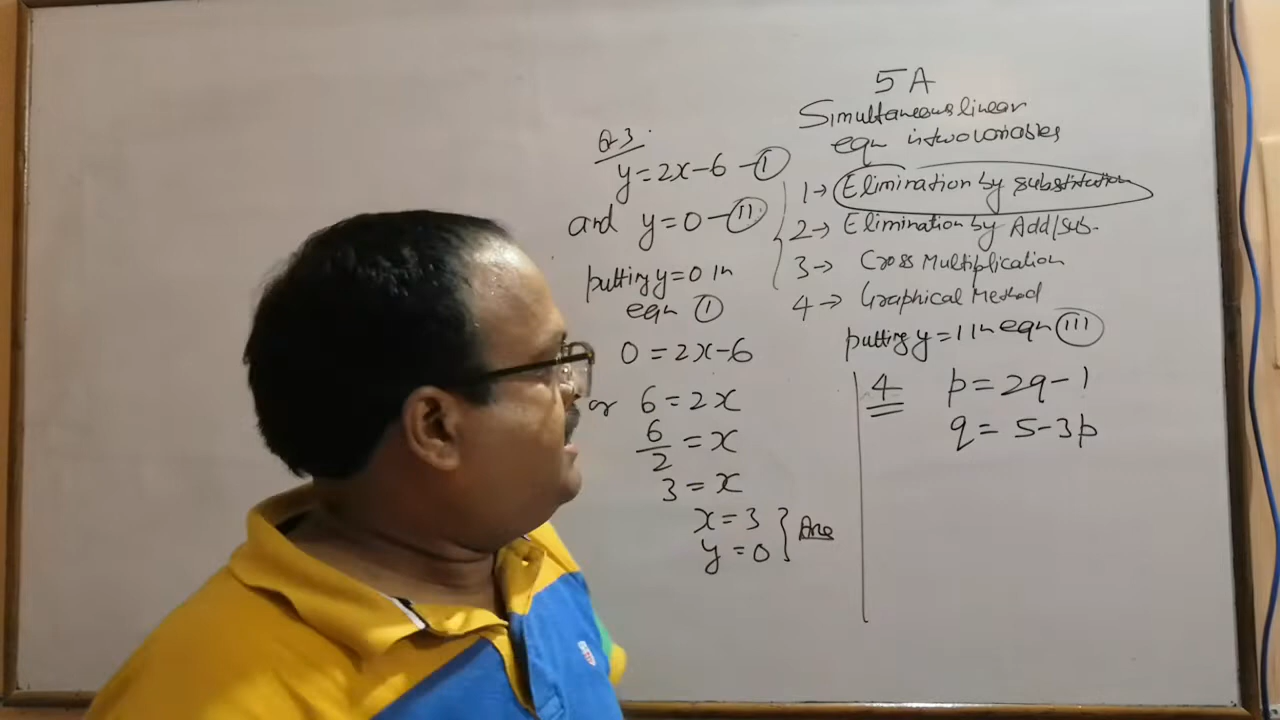 5A
Simultaneous linear
eqn in two variables
1→ Elimination by substitution
2→ Elimination by Add/Sub.
3→ Cross Multiplication
4→ Graphical Method
putting y=1 in eqn (III)
Q-3.
y=2x-6 -(I)
and y=0 -(II)
putting y=0 in
eqn (I)
0=2x-6
or 6=2x
6/2=x
3=x
x=3
y=0 } Ans
4 p=2q-1
q=5-3p